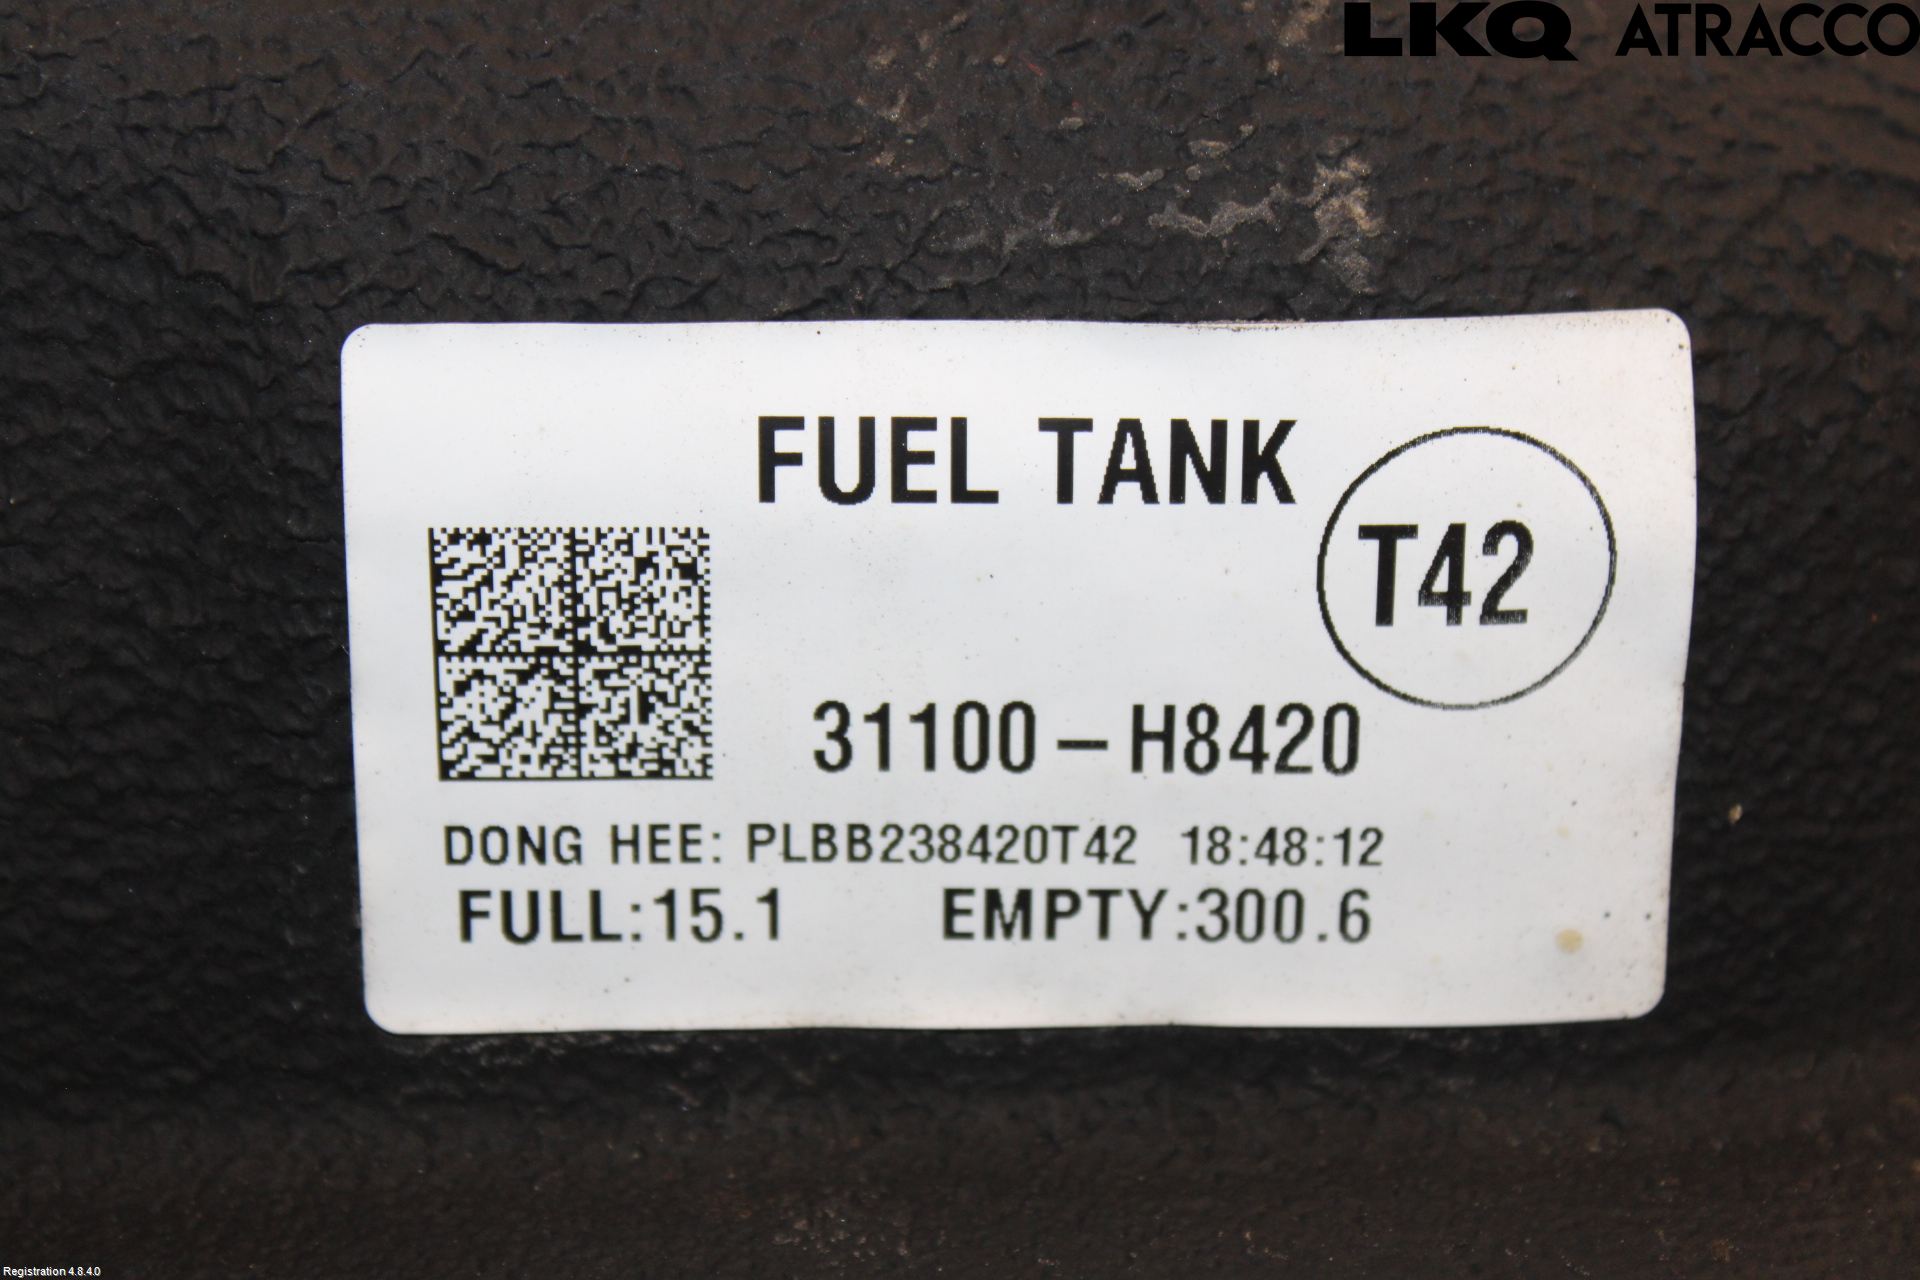 LKQ ATRACCO
FUEL TANK
T42
31100-H8420
DONG HEE: PLBB238420T42 18:48:12
FULL:15.1 EMPTY:300.6
Registration 4.8.4.0